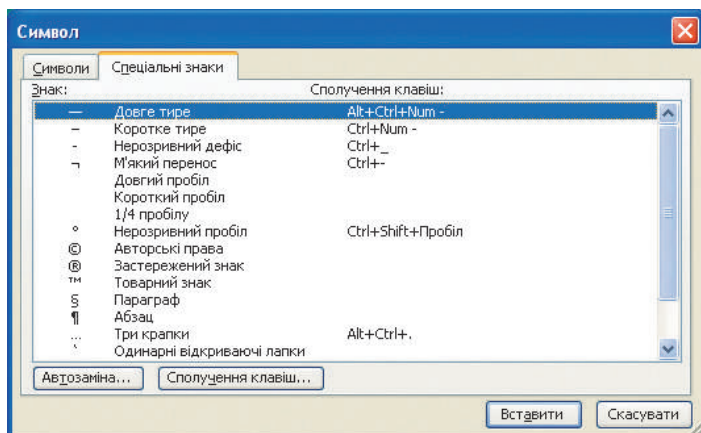 Символ
Символи Спеціальні знаки
Знак: Сполучення клавіш:
— Довге тире Alt+Ctrl+Num -
– Коротке тире Ctrl+Num -
- Нерозривний дефіс Ctrl+_
¬ М'який перенос Ctrl+-
Довгий пробіл
Короткий пробіл
1/4 пробілу
° Нерозривний пробіл Ctrl+Shift+Пробіл
© Авторські права
® Застережений знак
™ Товарний знак
§ Параграф
¶ Абзац
... Три крапки Alt+Ctrl+.
‛ Одинарні відкриваючі лапки
Автозаміна... Сполучення клавіш...
Вставити Скасувати